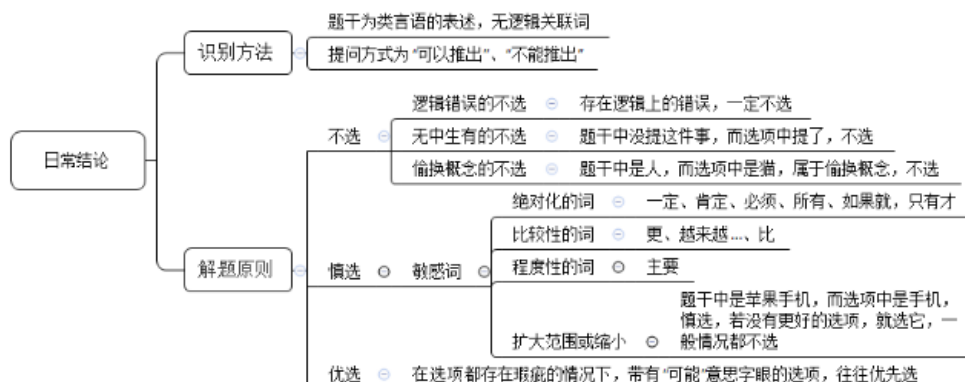 日常结论
识别方法
题干为类言语的表述，无逻辑关联词
提问方式为“可以推出”、“不能推出”
解题原则
不选
逻辑错误的不选
存在逻辑上的错误，一定不选
无中生有的不选
题干中没提这件事，而选项中提了，不选
偷换概念的不选
题干中是人，而选项中是猫，属于偷换概念，不选
慎选
敏感词
绝对化的词
一定、肯定、必须、所有、如果就，只有才
比较性的词
更、越来越…、比
程度性的词
主要
扩大范围或缩小
题干中是苹果手机，而选项中是手机，
慎选，若没有更好的选项，就选它，一
般情况都不选
优选
在选项都存在瑕疵的情况下，带有“可能”意思字眼的选项，往往优先选